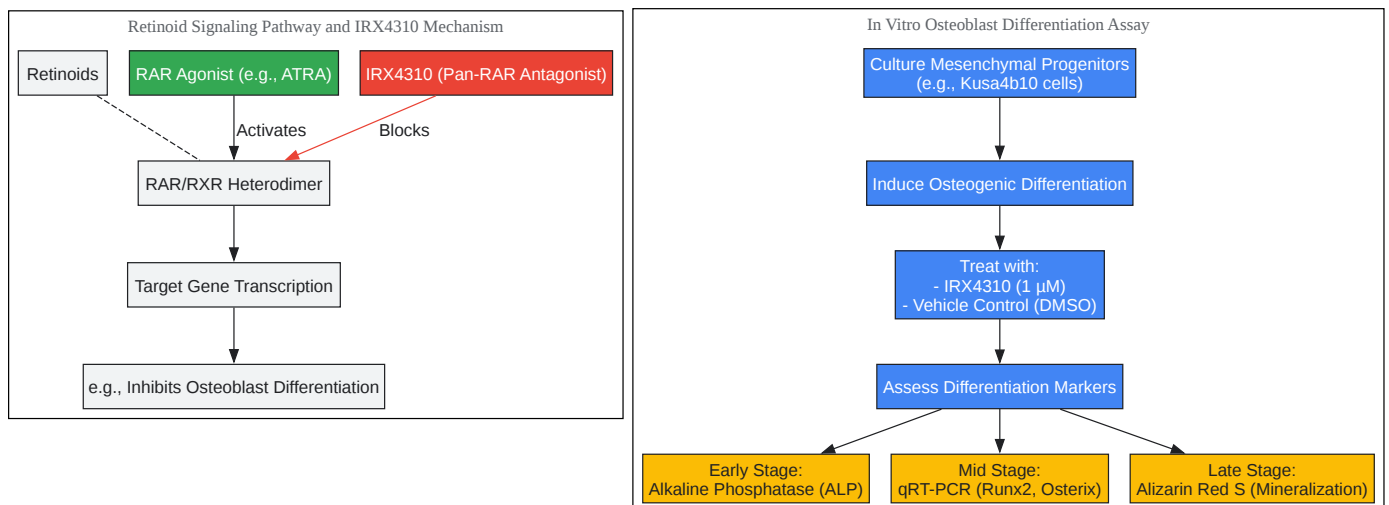 Retinoid Signaling Pathway and IRX4310 Mechanism
Retinoids
RAR Agonist (e.g., ATRA)
IRX4310 (Pan-RAR Antagonist)
Activates
Blocks
RAR/RXR Heterodimer
Target Gene Transcription
e.g., Inhibits Osteoblast Differentiation
In Vitro Osteoblast Differentiation Assay
Culture Mesenchymal Progenitors
(e.g., Kusa4b10 cells)
Induce Osteogenic Differentiation
Treat with:
- IRX4310 (1 µM)
- Vehicle Control (DMSO)
Assess Differentiation Markers
Early Stage:
Alkaline Phosphatase (ALP)
Mid Stage:
qRT-PCR (Runx2, Osterix)
Late Stage:
Alizarin Red S (Mineralization)